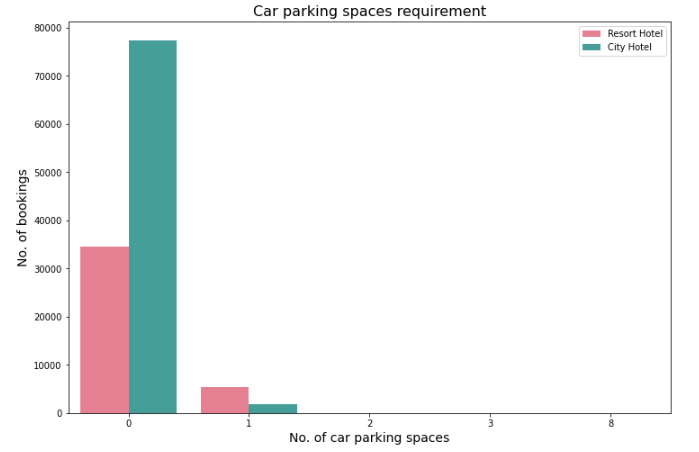 Car parking spaces requirement
Resort Hotel
City Hotel
No. of bookings
80000
70000
60000
50000
40000
30000
20000
10000
0
0 1 2 3 8
No. of car parking spaces